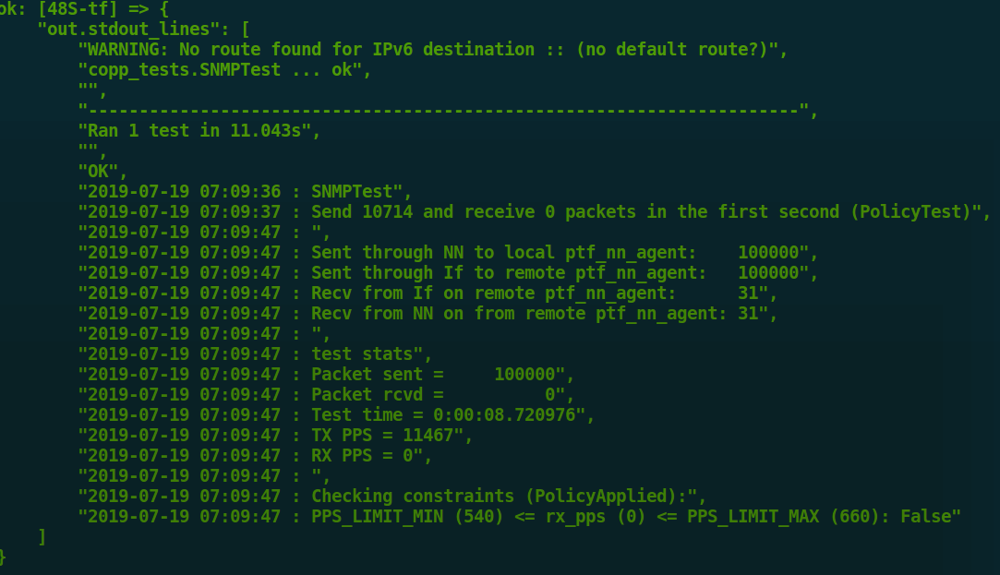 ok: [48S-tf] => {
    "out.stdout_lines": [
        "WARNING: No route found for IPv6 destination :: (no default route?)",
        "copp_tests.SNMPTest ... ok",
        "",
        "----------------------------------------------------------------------",
        "Ran 1 test in 11.043s",
        "",
        "OK",
        "2019-07-19 07:09:36 : SNMPTest",
        "2019-07-19 07:09:37 : Send 10714 and receive 0 packets in the first second (PolicyTest)",
        "2019-07-19 07:09:47 : ",
        "2019-07-19 07:09:47 : Sent through NN to local ptf_nn_agent:    100000",
        "2019-07-19 07:09:47 : Sent through If to remote ptf_nn_agent:   100000",
        "2019-07-19 07:09:47 : Recv from If on remote ptf_nn_agent:      31",
        "2019-07-19 07:09:47 : Recv from NN on from remote ptf_nn_agent: 31",
        "2019-07-19 07:09:47 : ",
        "2019-07-19 07:09:47 : test stats",
        "2019-07-19 07:09:47 : Packet sent =     100000",
        "2019-07-19 07:09:47 : Packet rcvd =          0",
        "2019-07-19 07:09:47 : Test time = 0:00:08.720976",
        "2019-07-19 07:09:47 : TX PPS = 11467",
        "2019-07-19 07:09:47 : RX PPS = 0",
        "2019-07-19 07:09:47 : ",
        "2019-07-19 07:09:47 : Checking constraints (PolicyApplied):",
        "2019-07-19 07:09:47 : PPS_LIMIT_MIN (540) <= rx_pps (0) <= PPS_LIMIT_MAX (660): False"
    ]
}